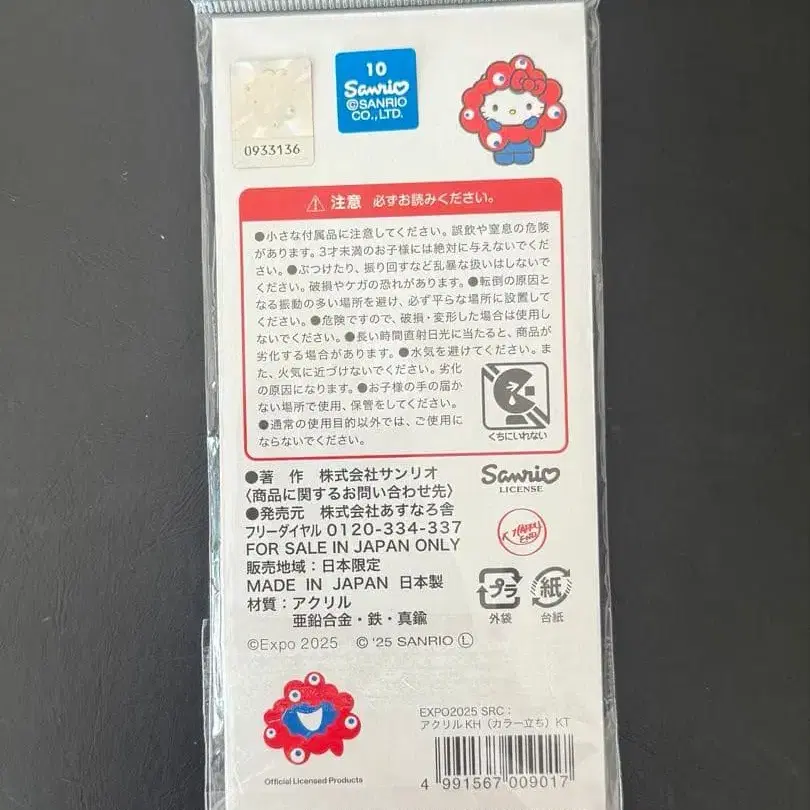 0933136
10
Sanrio
©SANRIO
CO., LTD.
⚠ 注意 必ずお読みください。
●小さな付属品に注意してください。誤飲や窒息の危険
があります。3才未満のお子様には絶対に与えないでくだ
さい。●ぶつけたり、振り回すなど乱暴な扱いはしないで
ください。破損やケガの恐れがあります。●転倒の原因と
なる振動の多い場所を避け、必ず平らな場所に設置して
ください。●危険ですので、破損・変形した場合は使用し
ないでください。●長い時間直射日光に当たると、商品が
劣化する場合があります。●水気を避けてください。ま
た、火気に近づけないでください。劣化
の原因になります。●お子様の手の届か
ない場所で使用、保管をしてください。
●通常の使用目的以外では、ご使用に
ならないでください。
くちにいれない
●著 作 株式会社サンリオ
〈商品に関するお問い合わせ先〉
●発売元 株式会社あすなろ舎
フリーダイヤル 0120-334-337
FOR SALE IN JAPAN ONLY
販売地域：日本限定
MADE IN JAPAN 日本製
材質：アクリル
亜鉛合金・鉄・真鍮
©Expo 2025 © '25 SANRIO Ⓛ
Sanrio
LICENSE
プラ
外袋
紙
台紙
Official Licensed Products
EXPO2025 SRC：
アクリルKH（カラー立ち）KT
4 991567 009017